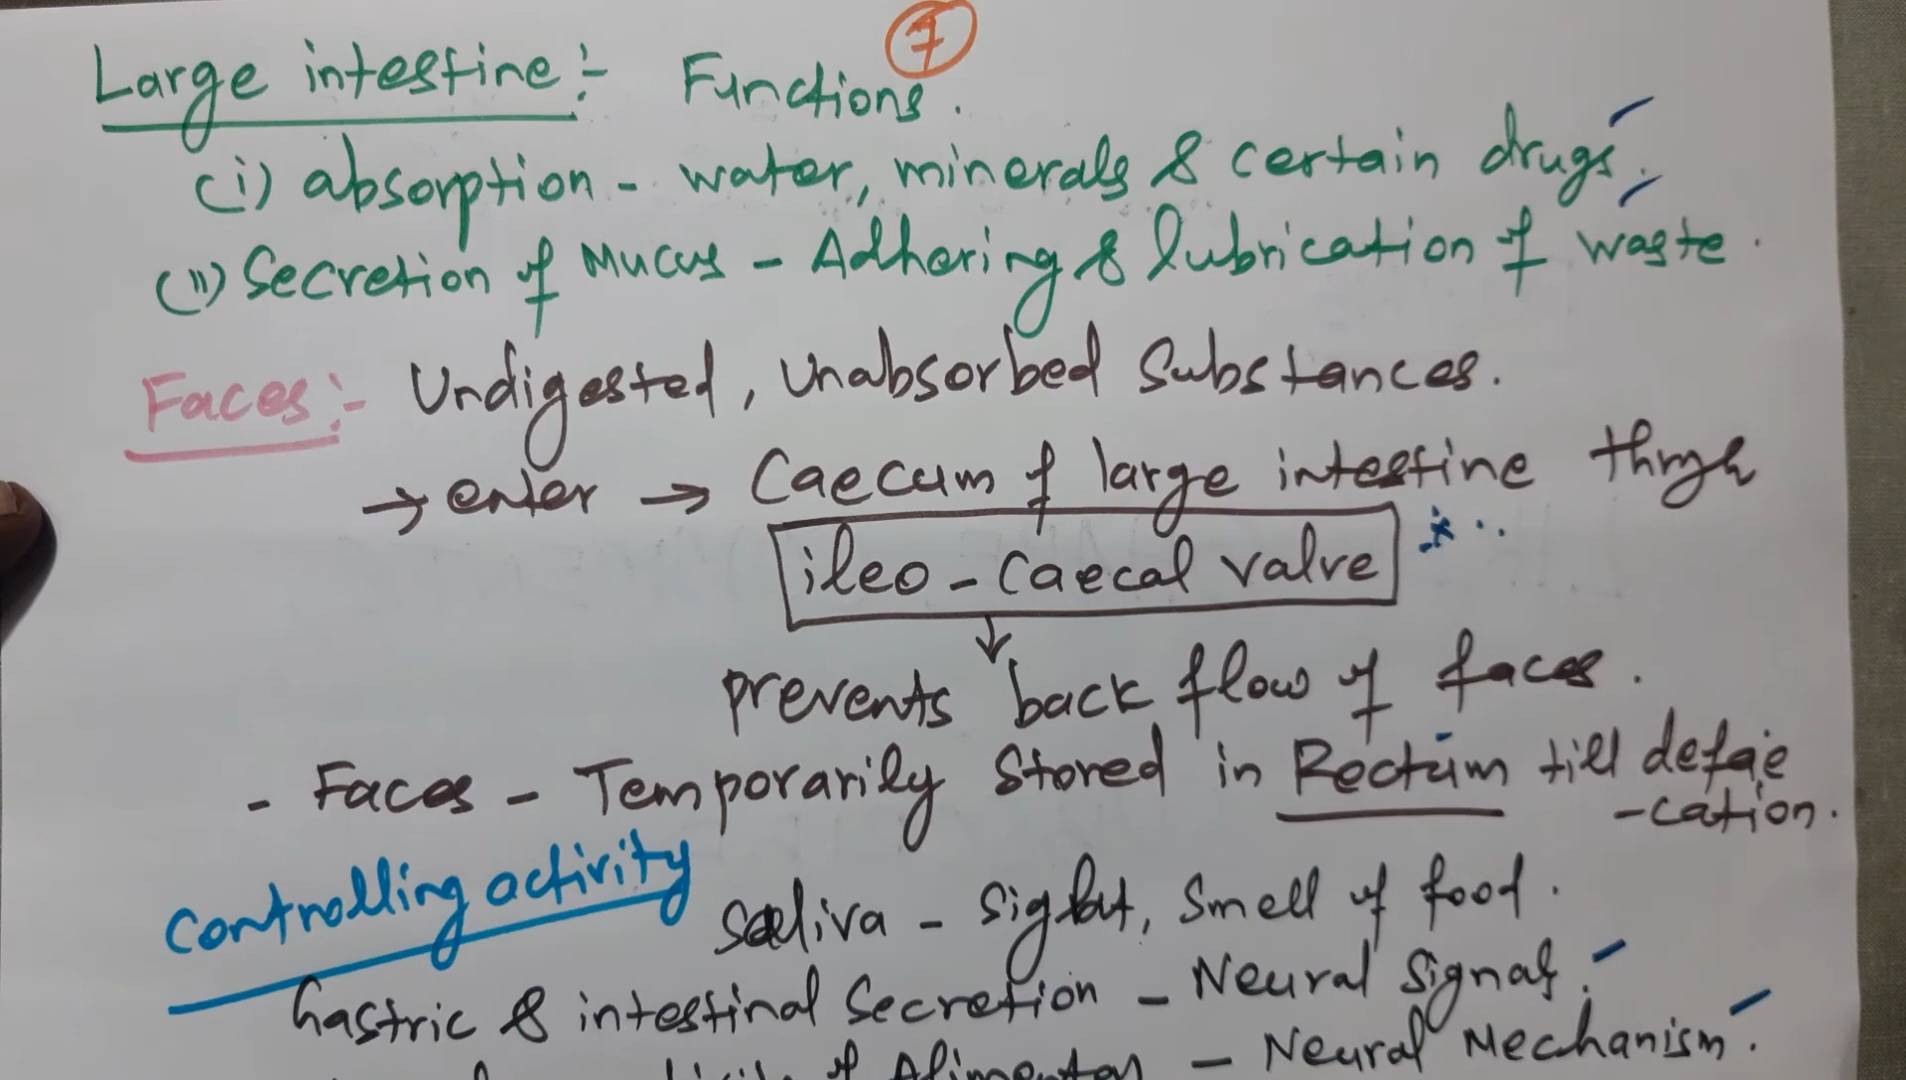 7
Large intestine :- Functions.
(i) absorption - water, minerals & certain drugs.
(ii) Secretion of Mucus - Adhering & lubrication of waste.
Faces :- Undigested, unabsorbed Substances.
→ enter → Caecum of large intestine
ileo - Caecal valve
↓
prevents back flow of faces.
- Faces - Temporarily Stored in Rectum till defae
-cation.
Controlling activity
Saliva - Sight, Smell of food.
Gastric & intestinal Secretion - Neural Signals.
of Alimentary - Neural Mechanism.